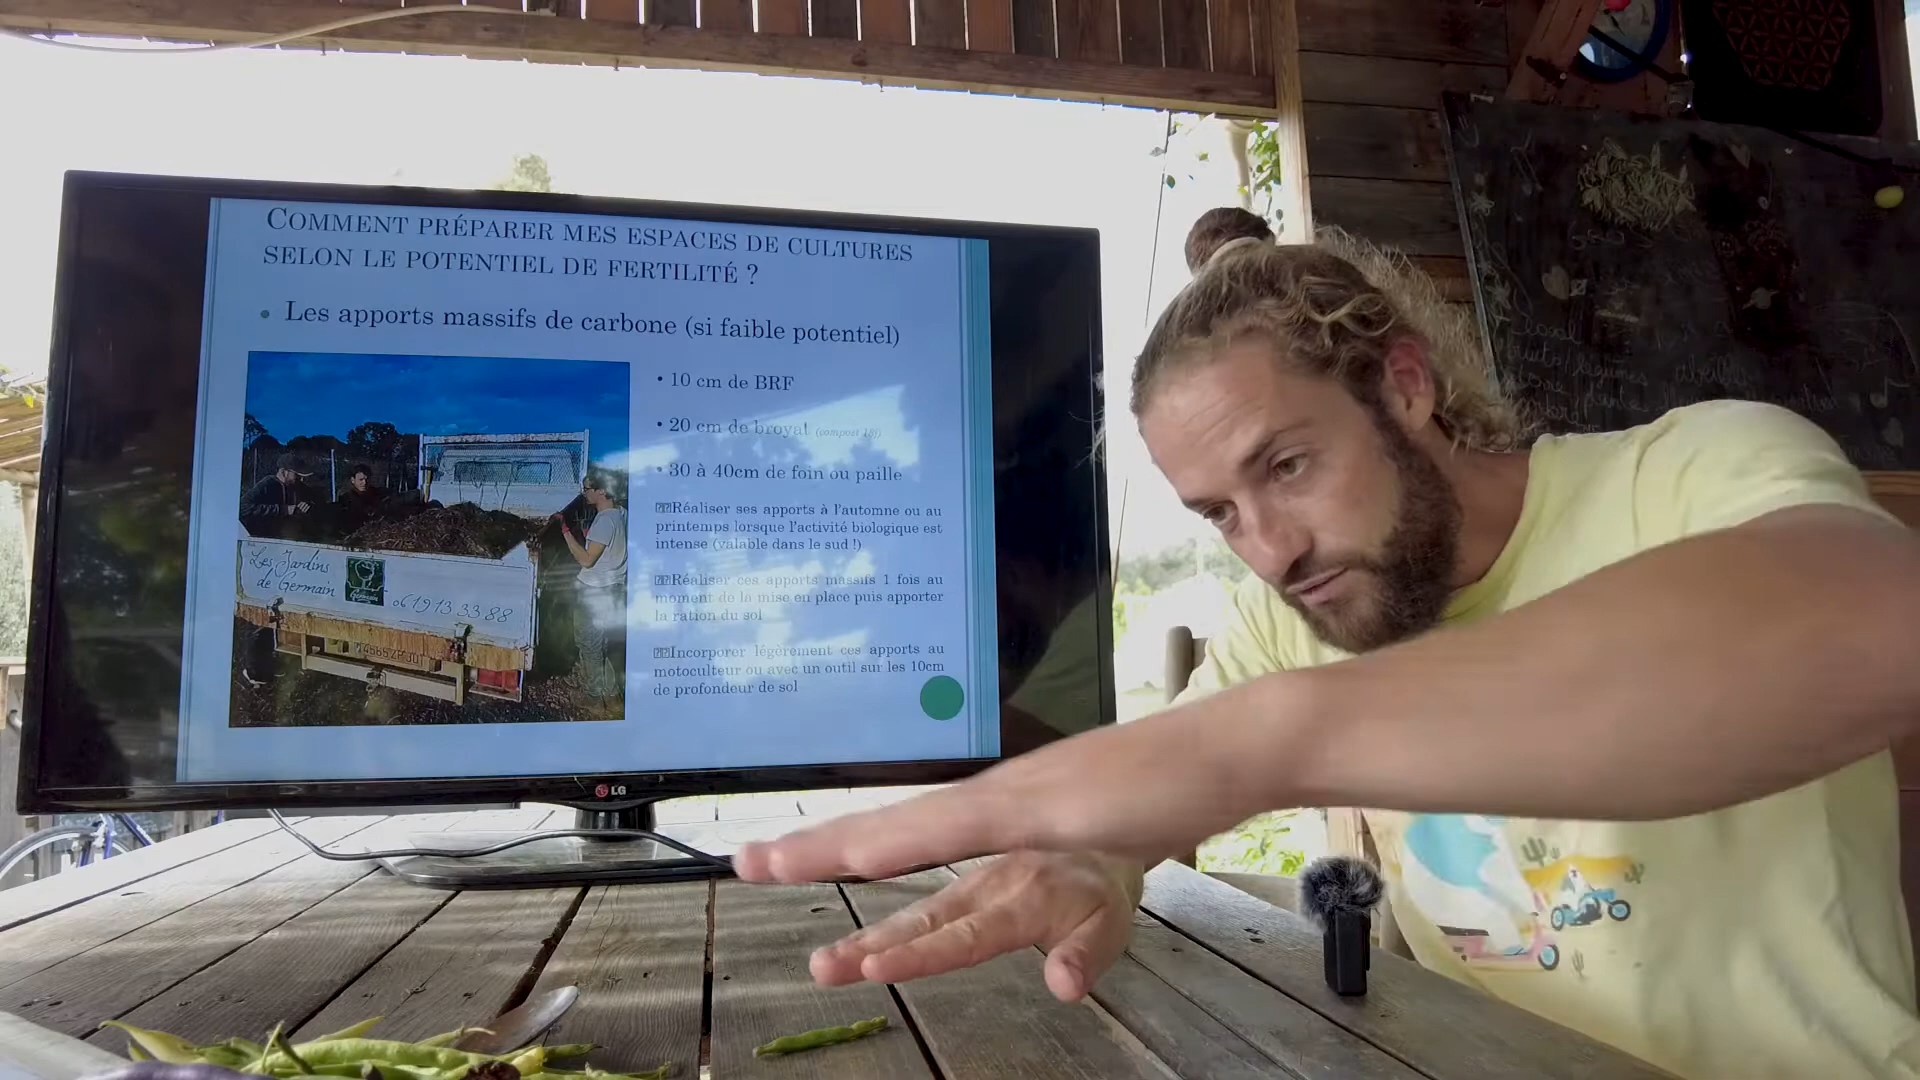 COMMENT PRÉPARER MES ESPACES DE CULTURES
SELON LE POTENTIEL DE FERTILITÉ ?
• Les apports massifs de carbone (si faible potentiel)
• 10 cm de BRF
• 20 cm de broyat
• 30 à 40cm de foin ou paille
Réaliser ses apports à l'automne ou au
printemps lorsque l'activité biologique est
intense (valable dans le sud !)
Réaliser ces apports massifs 1 fois au
moment de la mise en place puis apporter
la ration du sol
Incorporer légèrement ces apports au
motoculteur ou avec un outil sur les 10cm
de profondeur de sol
Les Jardins
de Germain
06 19 13 33 88
LG